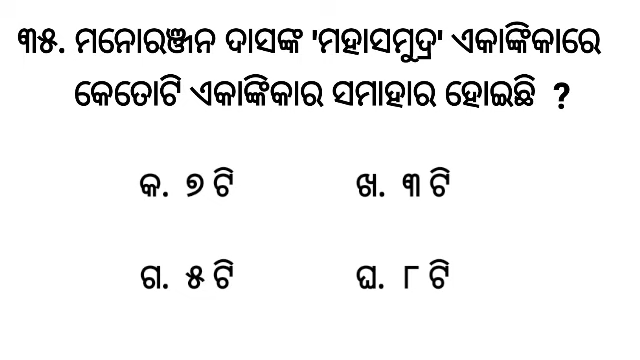 ୩୫. ମନୋରଞ୍ଜନ ଦାସଙ୍କ 'ମହାସମୁଦ୍ର' ଏକାଙ୍କିକାରେ
କେତୋଟି ଏକାଙ୍କିକାର ସମାହାର ହୋଇଛି ?
କ. ୭ ଟି ଖ. ୩ ଟି
ଗ. ୫ ଟି ଘ. ୮ ଟି